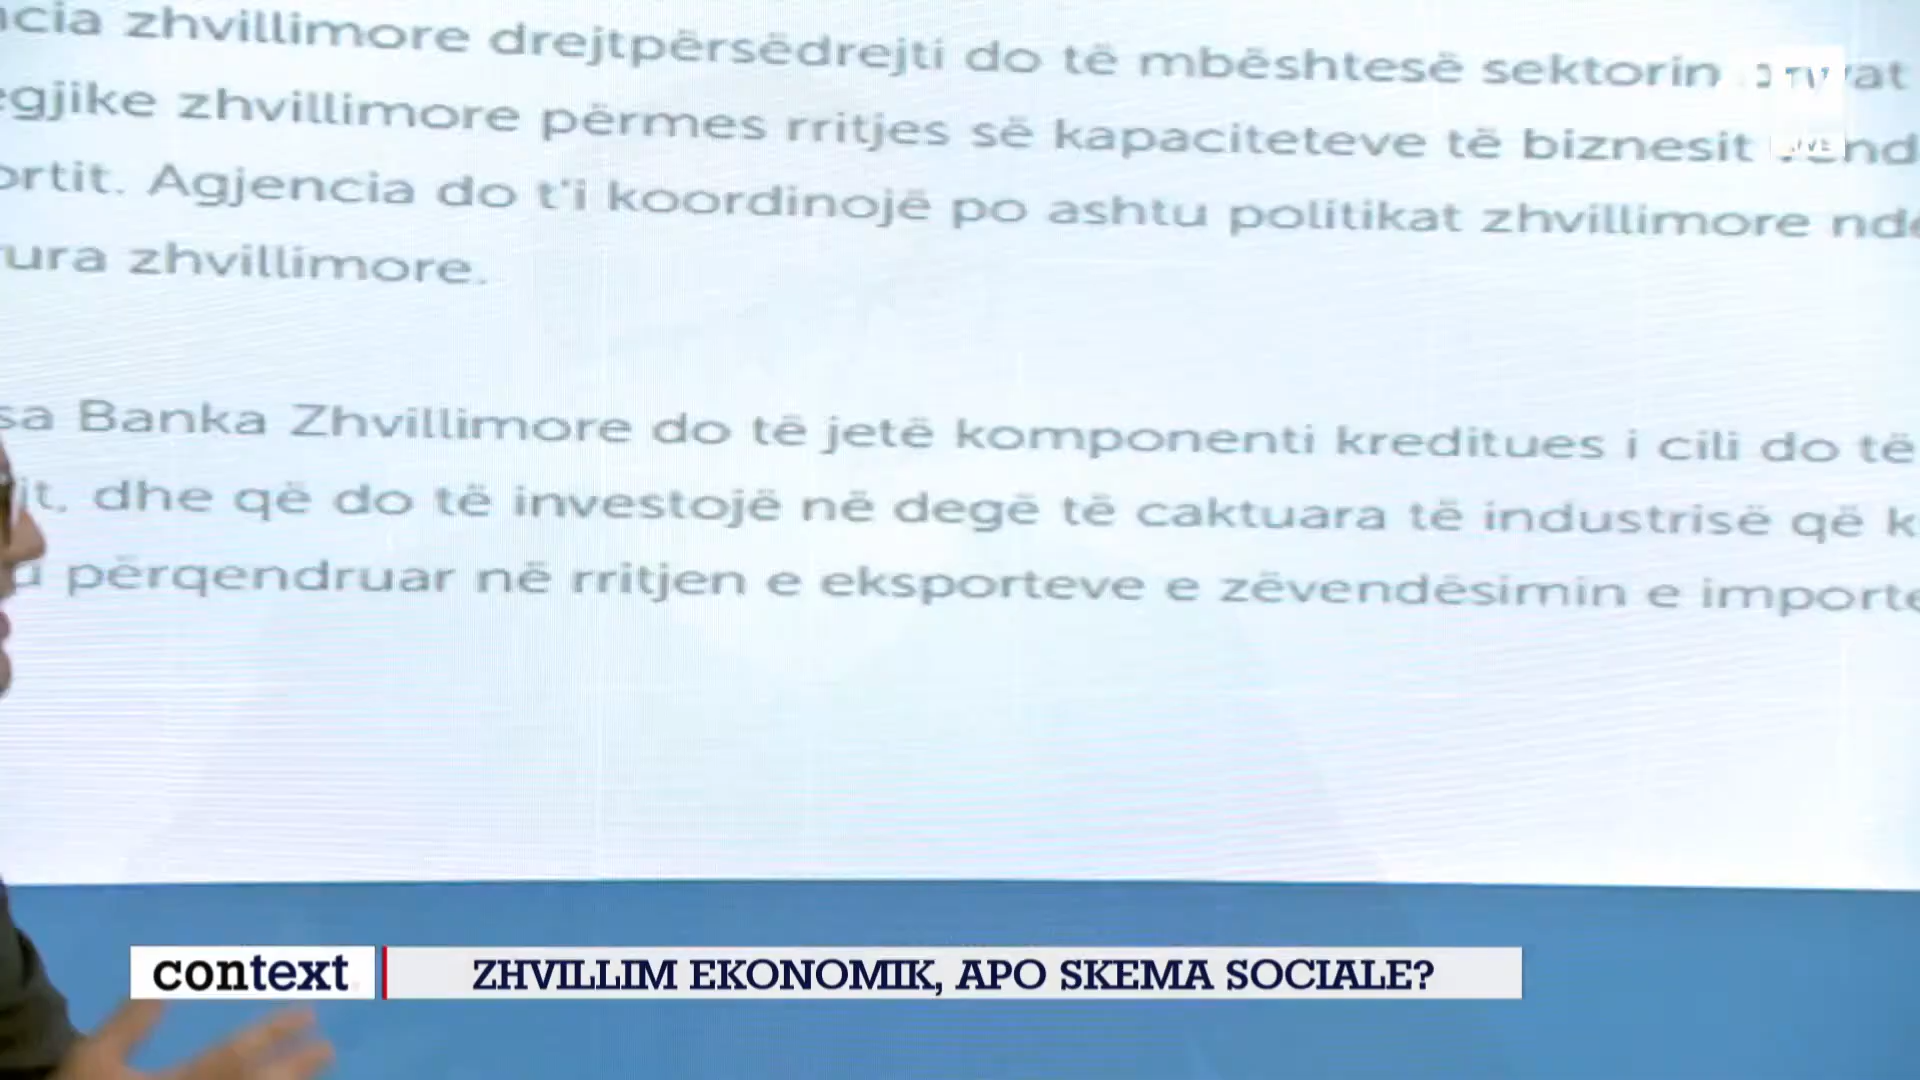 zhvillimore drejtpërsëdrejti do të mbështesë sektorin
zhvillimore përmes rritjes së kapaciteteve të biznesit
Agjencia do t'i koordinojë po ashtu politikat zhvillimore
zhvillimore.
Banka Zhvillimore do të jetë komponenti kreditues i cili do të
dhe që do të investojë në degë të caktuara të industrisë që
përqendruar në rritjen e eksporteve e zëvendësimin e
TV
context
ZHVILLIM EKONOMIK, APO SKEMA SOCIALE?